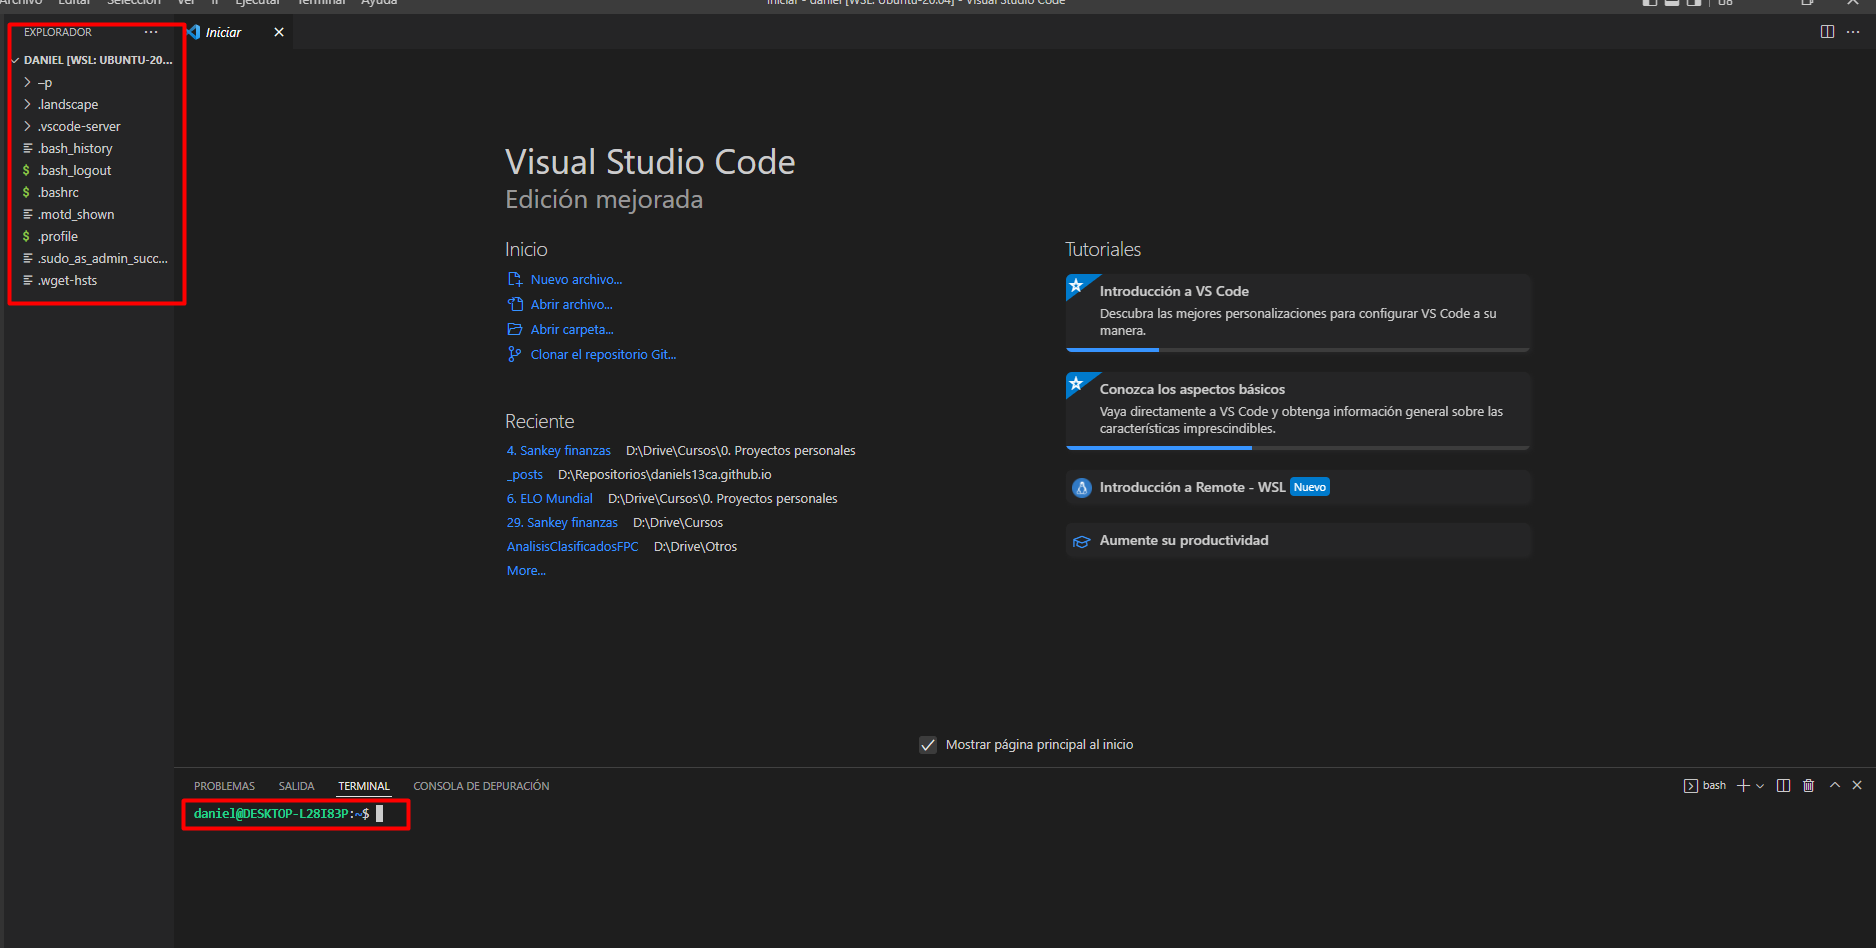 Archivo Editar Selección Ver Ir Ejecutar Terminal Ayuda
Iniciar - daniel [WSL: Ubuntu-20.04] - Visual Studio Code
EXPLORADOR
Iniciar
DANIEL [WSL: UBUNTU-20...
–p
.landscape
.vscode-server
.bash_history
$ .bash_logout
$ .bashrc
.motd_shown
$ .profile
.sudo_as_admin_succ...
.wget-hsts
Visual Studio Code
Edición mejorada
Inicio
Nuevo archivo...
Abrir archivo...
Abrir carpeta...
Clonar el repositorio Git...
Reciente
4. Sankey finanzas D:\Drive\Cursos\0. Proyectos personales
_posts D:\Repositorios\daniels13ca.github.io
6. ELO Mundial D:\Drive\Cursos\0. Proyectos personales
29. Sankey finanzas D:\Drive\Cursos
AnalisisClasificadosFPC D:\Drive\Otros
More...
Tutoriales
Introducción a VS Code
Descubra las mejores personalizaciones para configurar VS Code a su
manera.
Conozca los aspectos básicos
Vaya directamente a VS Code y obtenga información general sobre las
características imprescindibles.
Introducción a Remote - WSL Nuevo
Aumente su productividad
Mostrar página principal al inicio
PROBLEMAS SALIDA TERMINAL CONSOLA DE DEPURACIÓN
bash
daniel@DESKTOP-L28I83P:~$